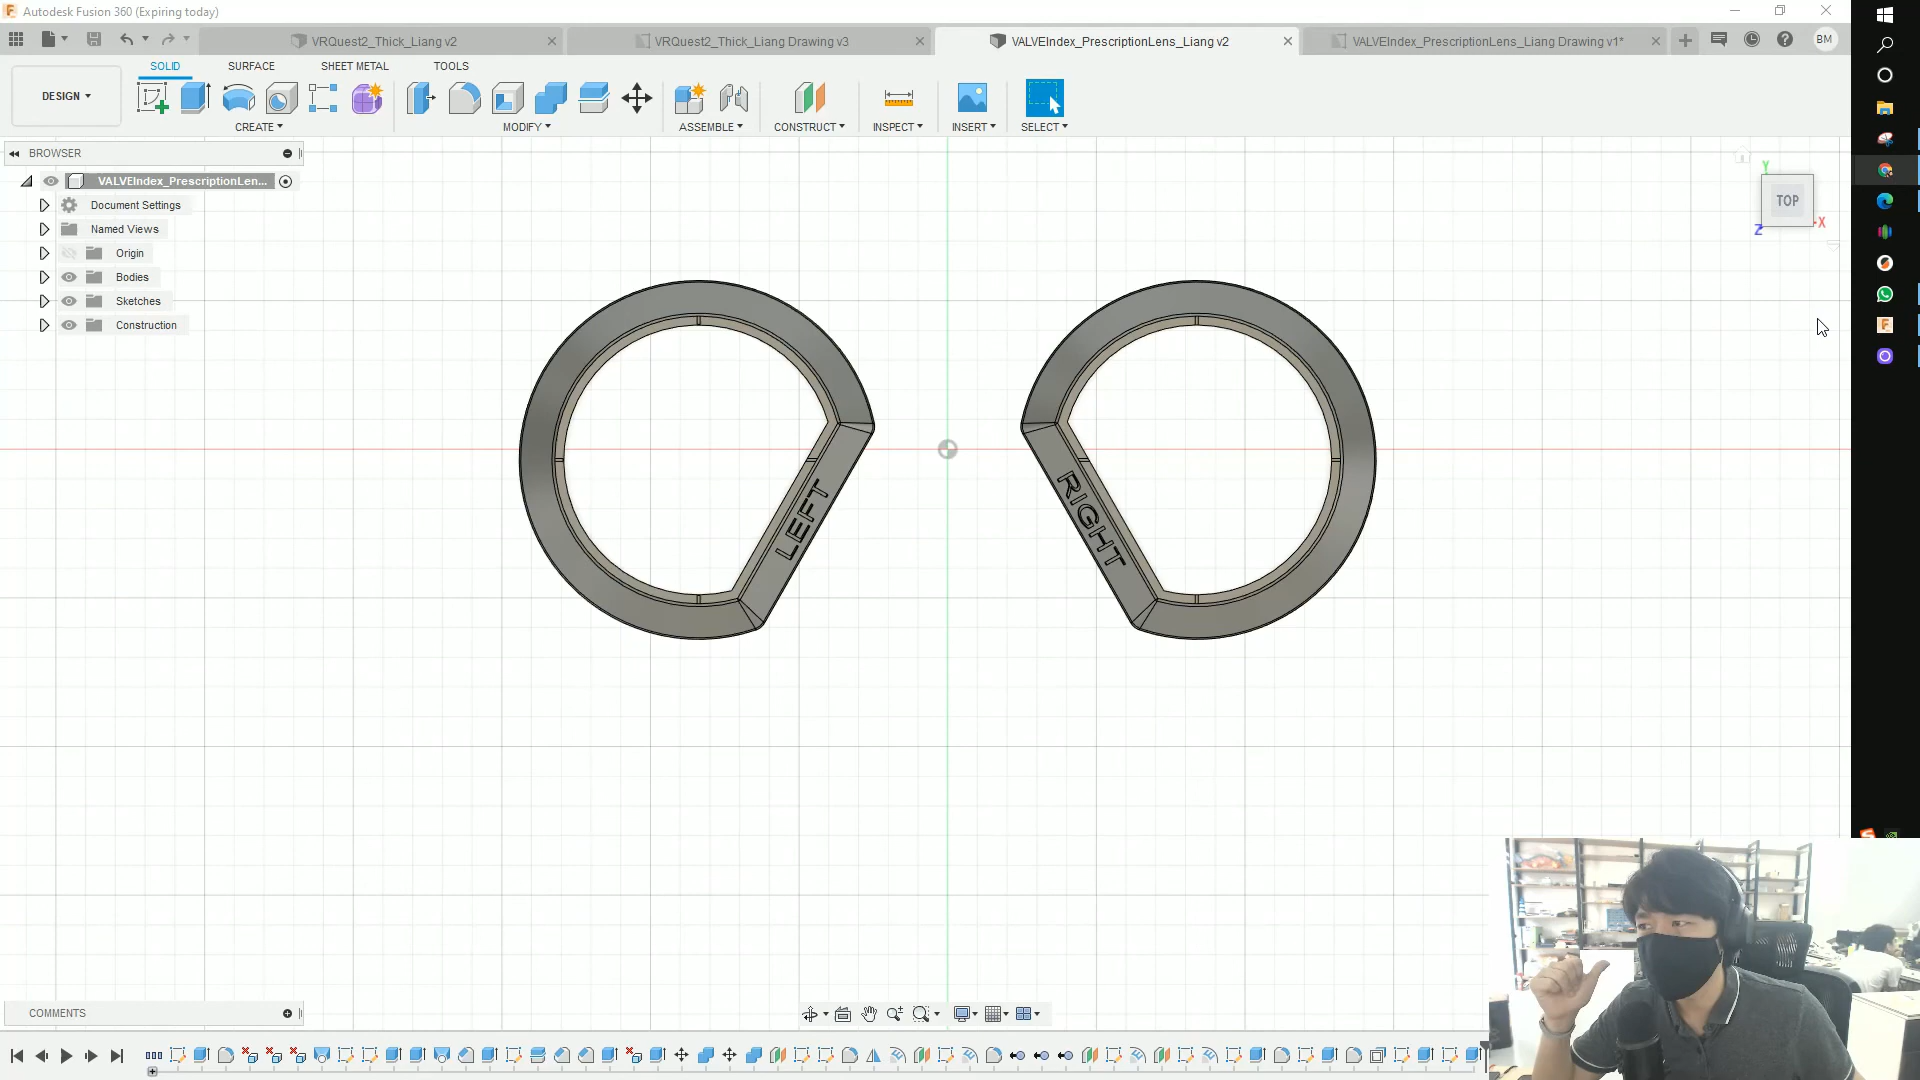 Autodesk Fusion 360 (Expiring today)
VRQuest2_Thick_Liang v2
VRQuest2_Thick_Liang Drawing v3
VALVEIndex_PrescriptionLens_Liang v2
VALVEIndex_PrescriptionLens_Liang Drawing v1*
BM
SOLID
SURFACE
SHEET METAL
TOOLS
DESIGN
CREATE
MODIFY
ASSEMBLE
CONSTRUCT
INSPECT
INSERT
SELECT
BROWSER
VALVEIndex_PrescriptionLen...
Document Settings
Named Views
Origin
Bodies
Sketches
Construction
Y
TOP
X
Z
LEFT
RIGHT
COMMENTS